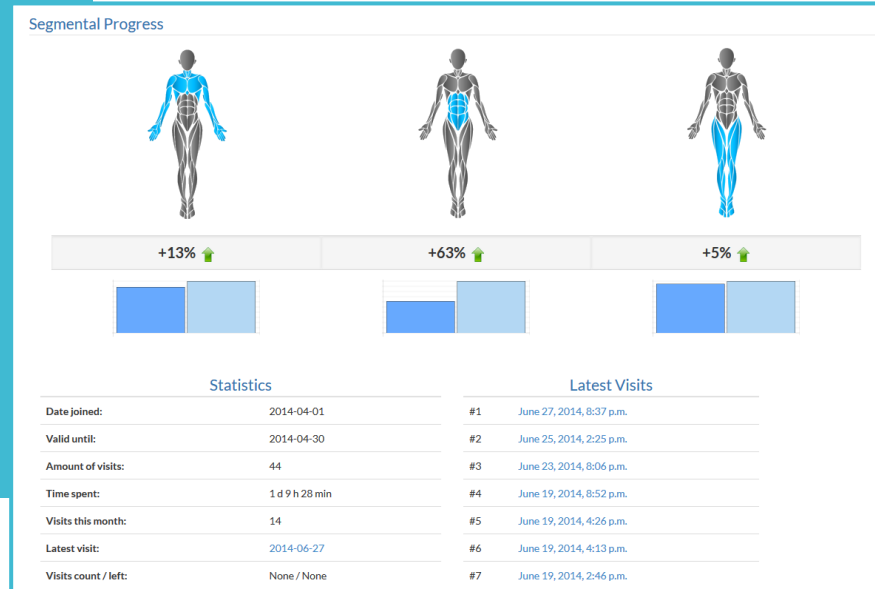 Segmental Progress
+13% +63% +5%
Statistics
Date joined: 2014-04-01
Valid until: 2014-04-30
Amount of visits: 44
Time spent: 1 d 9 h 28 min
Visits this month: 14
Latest visit: 2014-06-27
Visits count / left: None / None
Latest Visits
#1 June 27, 2014, 8:37 p.m.
#2 June 25, 2014, 2:25 p.m.
#3 June 23, 2014, 8:06 p.m.
#4 June 19, 2014, 8:52 p.m.
#5 June 19, 2014, 4:26 p.m.
#6 June 19, 2014, 4:13 p.m.
#7 June 19, 2014, 2:46 p.m.